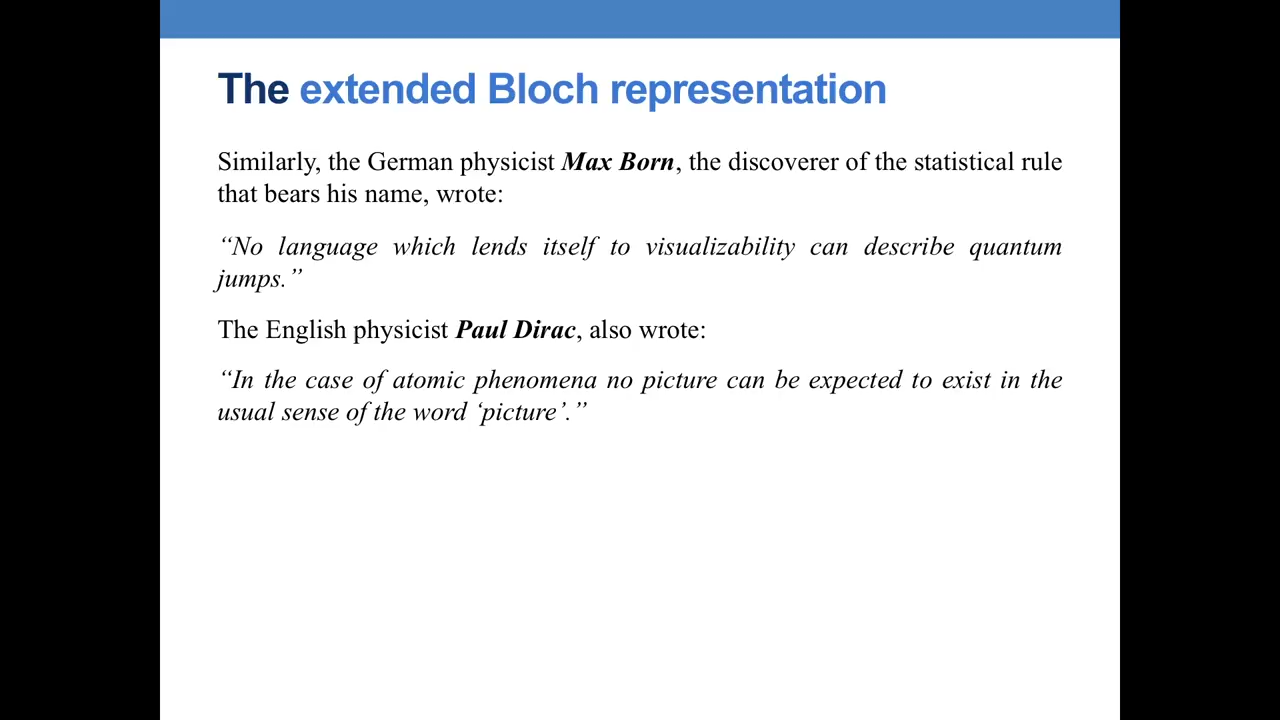 The extended Bloch representation
Similarly, the German physicist Max Born, the discoverer of the statistical rule
that bears his name, wrote:
“No language which lends itself to visualizability can describe quantum
jumps.”
The English physicist Paul Dirac, also wrote:
“In the case of atomic phenomena no picture can be expected to exist in the
usual sense of the word ‘picture’.”